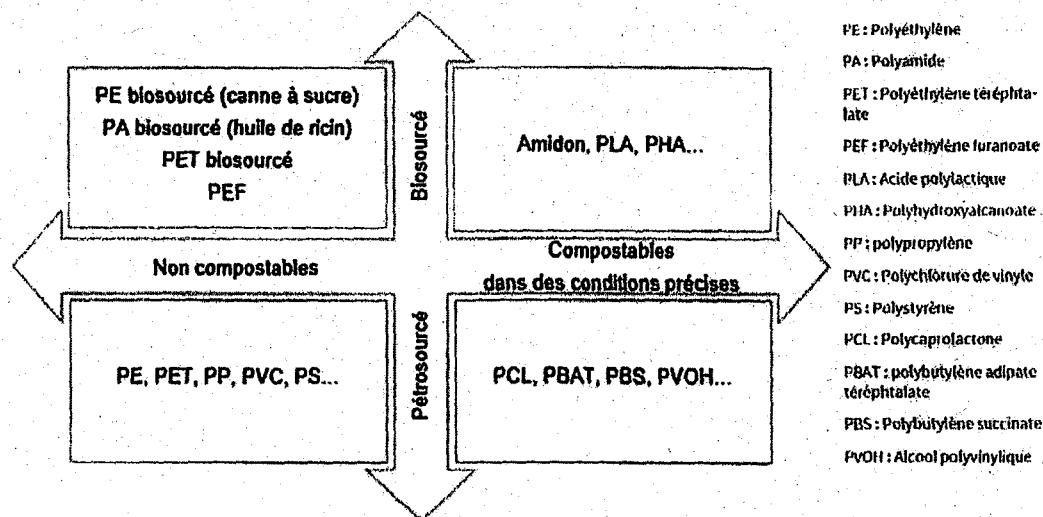 PE biosourcé (canne à sucre)
PA biosourcé (huile de ricin)
PET biosourcé
PEF
Biosourcé
Amidon, PLA, PHA...
Non compostables
Compostables
dans des conditions précises
PE, PET, PP, PVC, PS...
Pétrosourcé
PCL, PBAT, PBS, PVOH...
PE : Polyéthylène
PA : Polyamide
PET : Polyéthylène téréphta-
late
PEF : Polyéthylène furanoate
PLA : Acide polylactique
PHA : Polyhydroxyalcanoate
PP : polypropylène
PVC : Polychlorure de vinyle
PS : Polystyrène
PCL : Polycaprolactone
PBAT : polybutylène adipate
téréphtalate
PBS : Polybutylène succinate
PVOH : Alcool polyvinylique